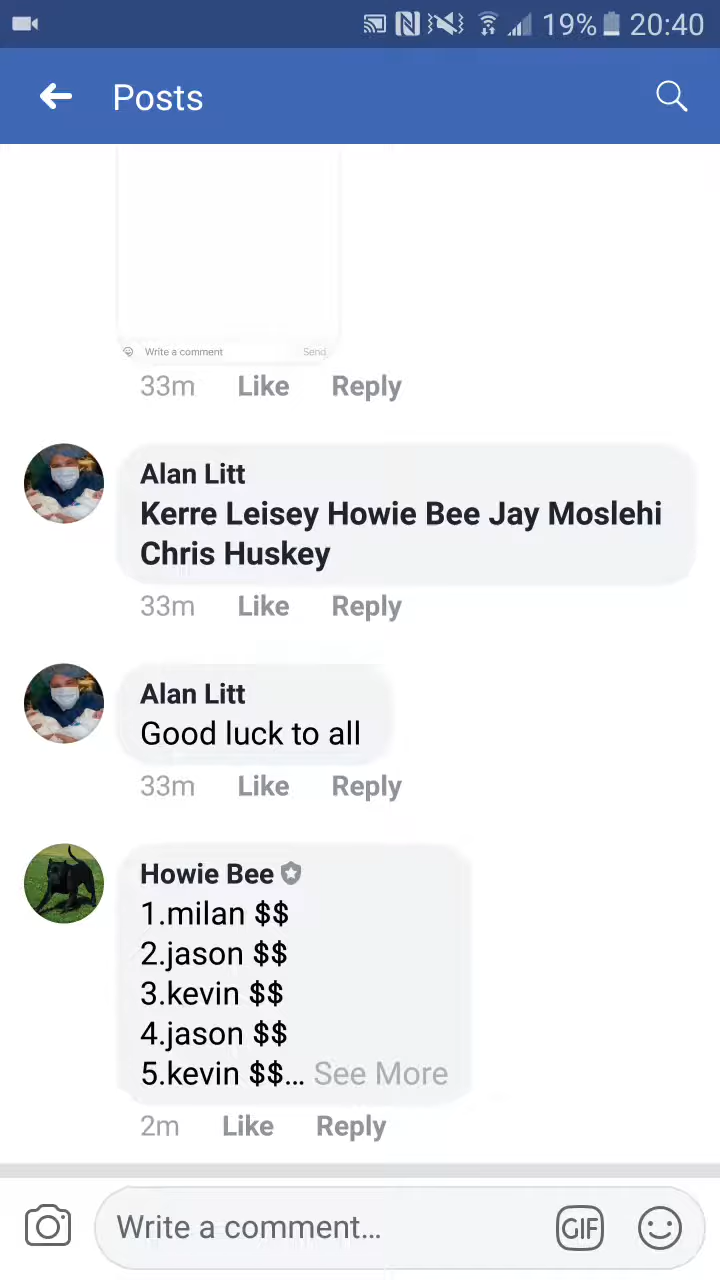 19% 20:40
Posts
Write a comment Send
33m Like Reply
Alan Litt
Kerre Leisey Howie Bee Jay Moslehi
Chris Huskey
33m Like Reply
Alan Litt
Good luck to all
33m Like Reply
Howie Bee
1.milan $$
2.jason $$
3.kevin $$
4.jason $$
5.kevin $$... See More
2m Like Reply
Write a comment... GIF